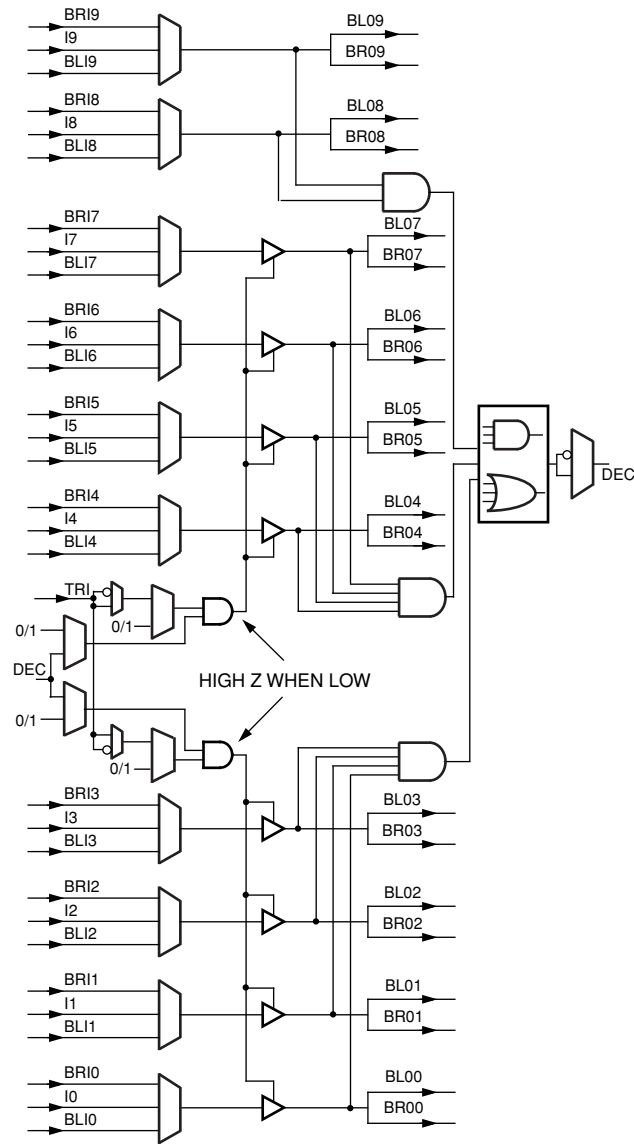 BRI9
I9
BLI9
BL09
BR09
BRI8
I8
BLI8
BL08
BR08
BRI7
I7
BLI7
BL07
BR07
BRI6
I6
BLI6
BL06
BR06
BRI5
I5
BLI5
BL05
BR05
DEC
BRI4
I4
BLI4
BL04
BR04
TRI
0/1
0/1
DEC
HIGH Z WHEN LOW
0/1
0/1
BRI3
I3
BLI3
BL03
BR03
BRI2
I2
BLI2
BL02
BR02
BRI1
I1
BLI1
BL01
BR01
BRI0
I0
BLI0
BL00
BR00